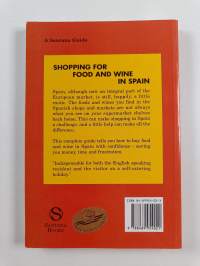 A Santana Guide
SHOPPING FOR
FOOD AND WINE
IN SPAIN
Spain, although now an integral part of the
European market, is still, happily, a little
exotic. The foods and wines you find in the
Spanish shops and markets are not always
what you see on your supermarket shelves
back home. This can make shopping in Spain
a challenge and a little help can make all the
difference.
This complete guide tells you how to buy food
and wine in Spain with confidence - saving
you money, time and frustration.
"Indispensable for both the English speaking
resident and the visitor on a self-catering
holiday"
S
Santana
Books